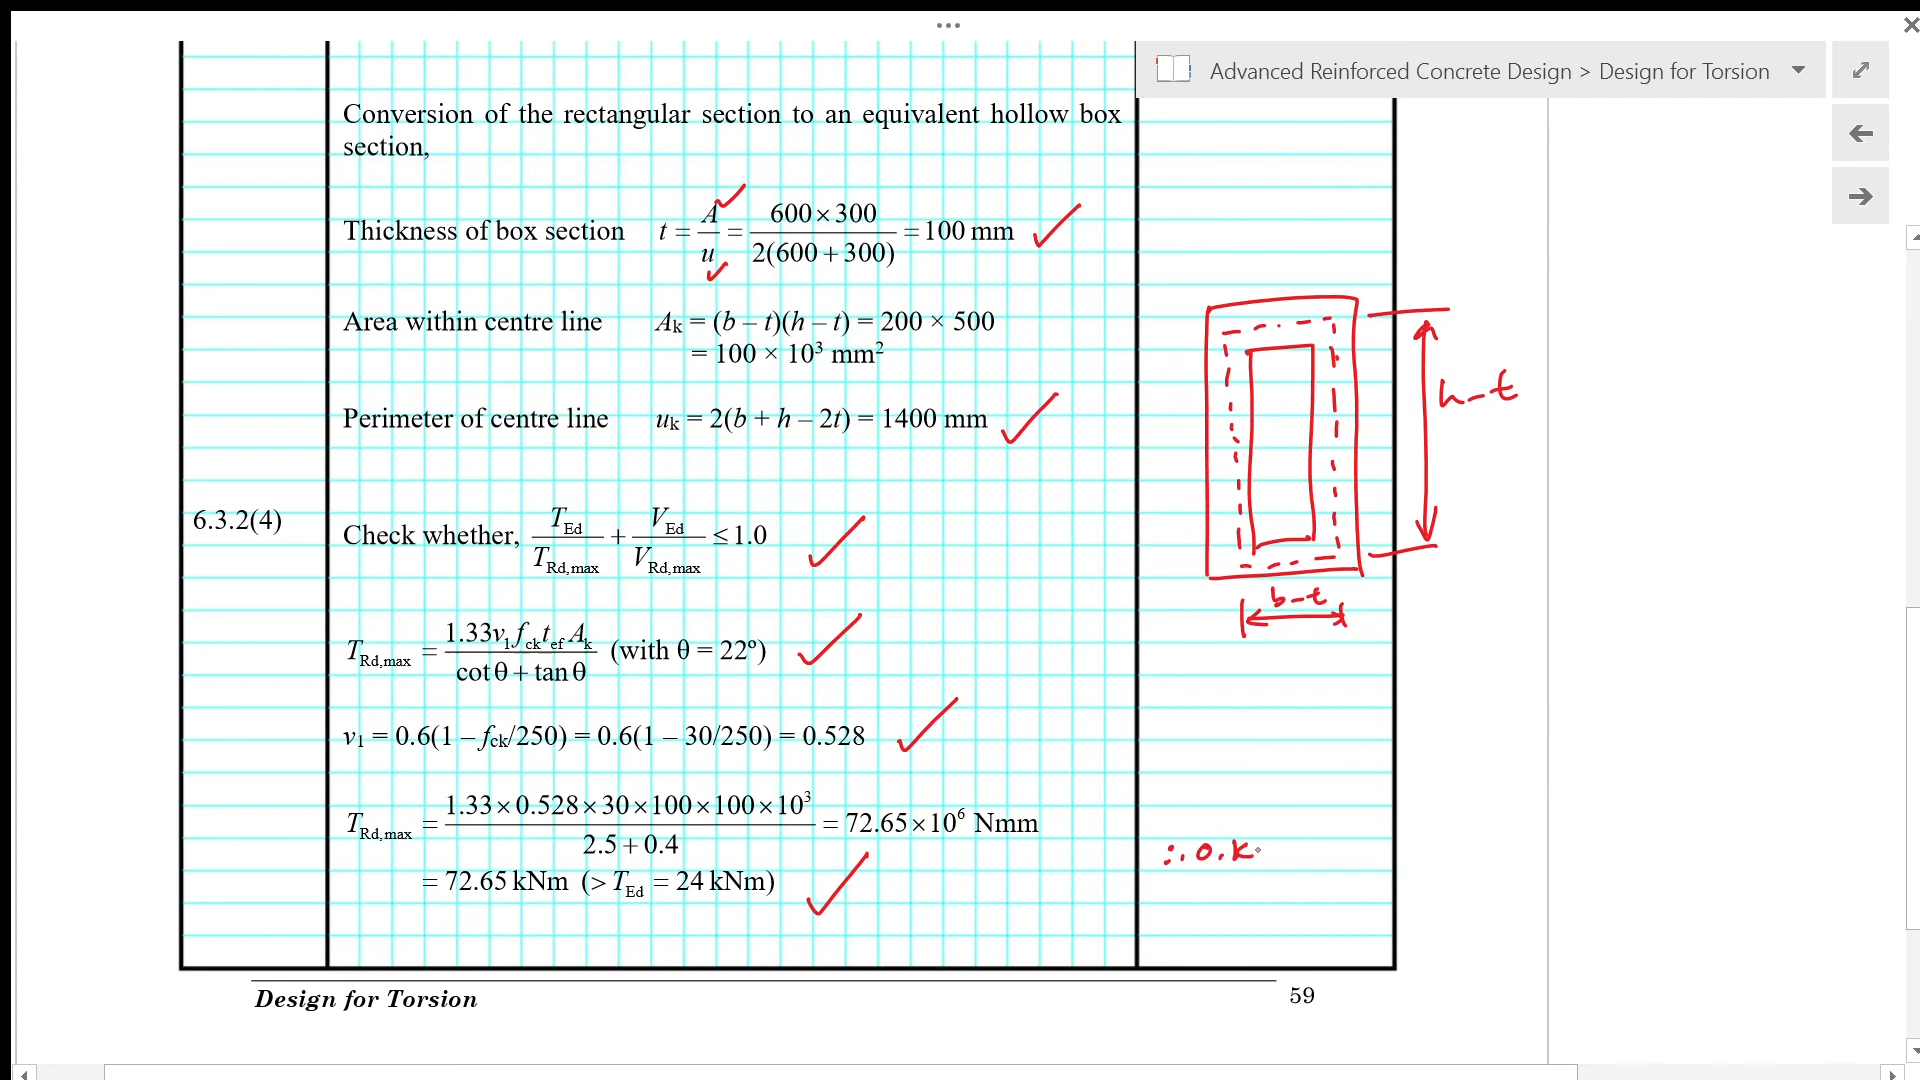 Advanced Reinforced Concrete Design > Design for Torsion
Conversion of the rectangular section to an equivalent hollow box
section,
Thickness of box section t = A/u = 600×300 / 2(600+300) = 100 mm
Area within centre line Ak = (b – t)(h – t) = 200 × 500
= 100 × 10³ mm²
h-t
Perimeter of centre line uk = 2(b + h – 2t) = 1400 mm
6.3.2(4) Check whether, TEd/TRd,max + VEd/VRd,max ≤ 1.0
b-t
TRd,max = 1.33v1fcktefAk / cotθ + tanθ (with θ = 22º)
v1 = 0.6(1 – fck/250) = 0.6(1 – 30/250) = 0.528
TRd,max = 1.33×0.528×30×100×100×10³ / 2.5+0.4 = 72.65×10⁶ Nmm
∴ O.K
= 72.65 kNm (> TEd = 24 kNm)
Design for Torsion 59